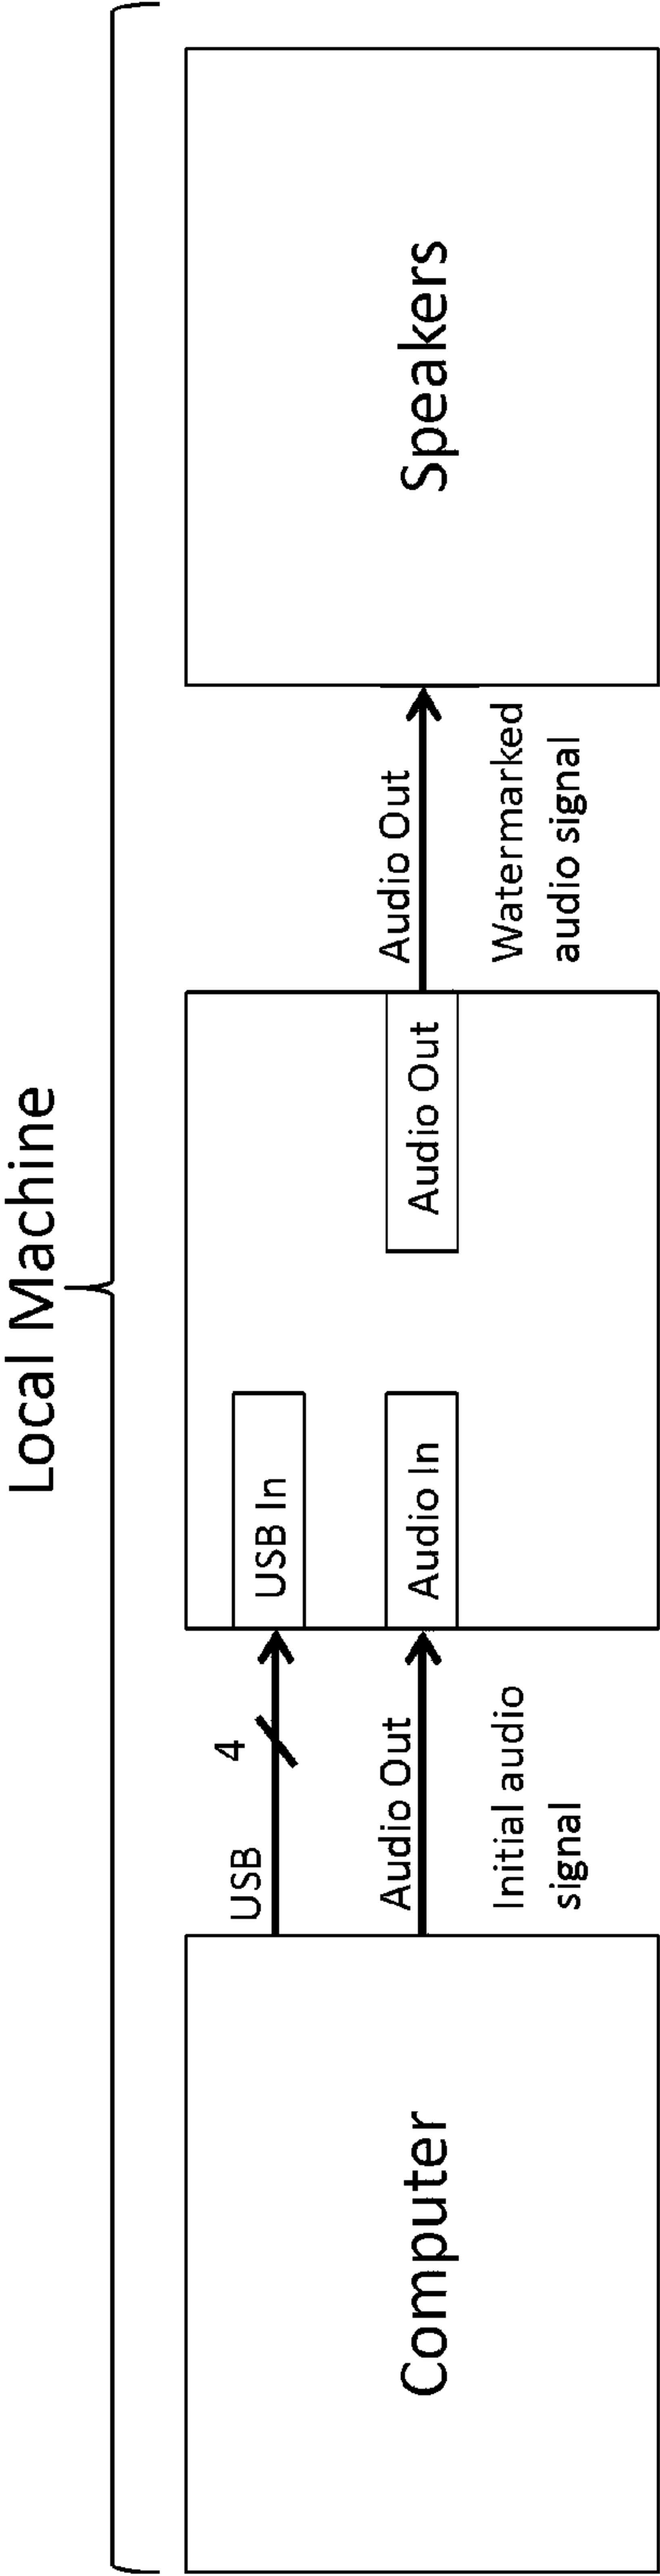 Local Machine
Computer
USB
4
Audio Out
Initial audio
signal
USB In
Audio In
Audio Out
Audio Out
Watermarked
audio signal
Speakers